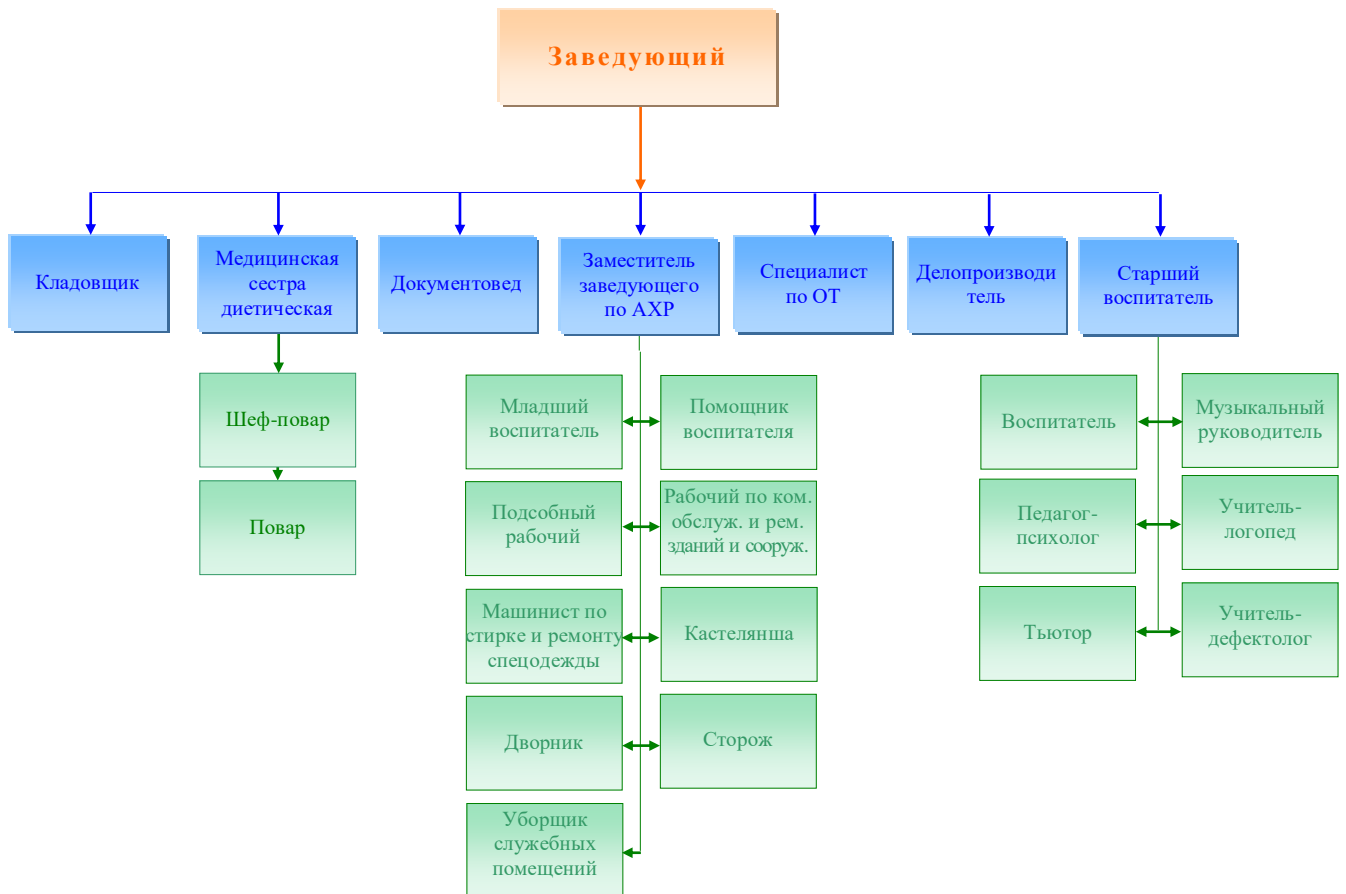 Заведующий
Кладовщик
Медицинская
сестра
диетическая
Документовед
Заместитель
заведующего
по АХР
Специалист
по ОТ
Делопроизводи
тель
Старший
воспитатель
Шеф-повар
Повар
Младший
воспитатель
Помощник
воспитателя
Подсобный
рабочий
Рабочий по ком.
обслуж. и рем.
зданий и сооруж.
Машинист по
стирке и ремонту
спецодежды
Кастелянша
Дворник
Сторож
Уборщик
служебных
помещений
Воспитатель
Музыкальный
руководитель
Педагог-
психолог
Учитель-
логопед
Тьютор
Учитель-
дефектолог